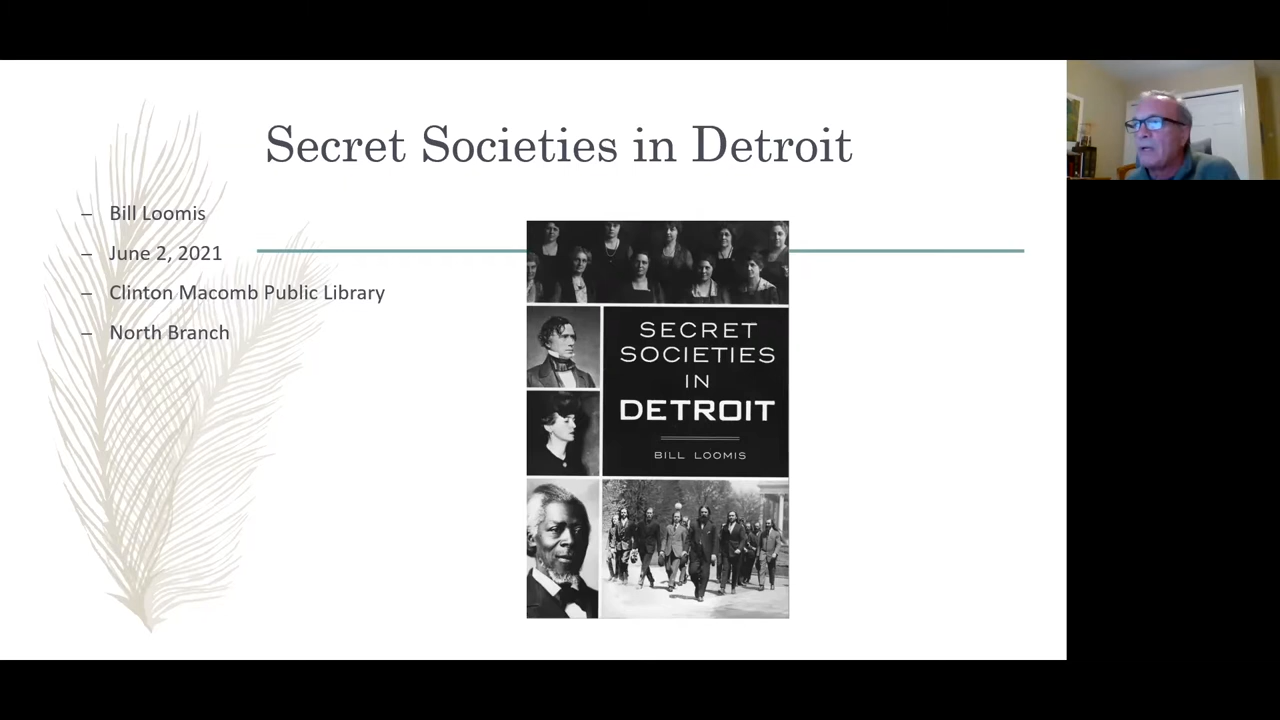 Secret Societies in Detroit
– Bill Loomis
– June 2, 2021
– Clinton Macomb Public Library
– North Branch
SECRET
SOCIETIES
IN
DETROIT
BILL LOOMIS